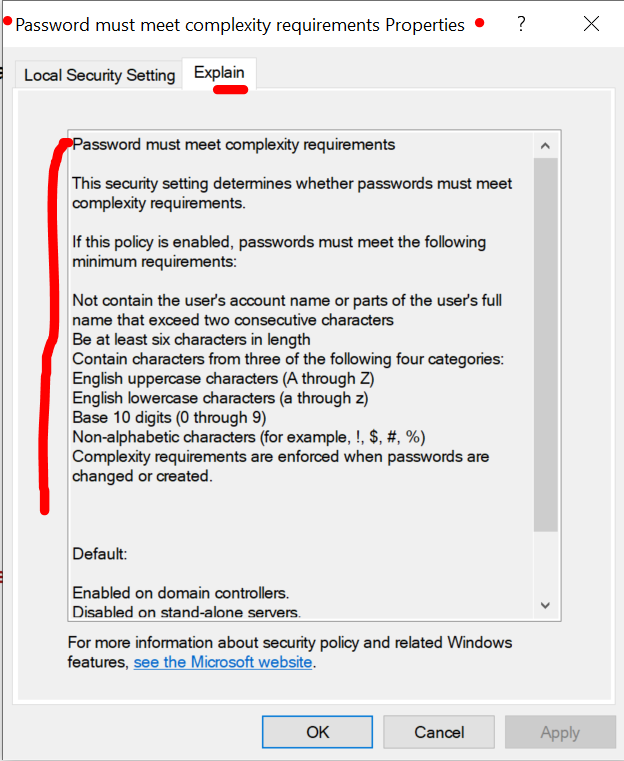 Password must meet complexity requirements Properties ?
Local Security Setting Explain
Password must meet complexity requirements
This security setting determines whether passwords must meet
complexity requirements.
If this policy is enabled, passwords must meet the following
minimum requirements:
Not contain the user's account name or parts of the user's full
name that exceed two consecutive characters
Be at least six characters in length
Contain characters from three of the following four categories:
English uppercase characters (A through Z)
English lowercase characters (a through z)
Base 10 digits (0 through 9)
Non-alphabetic characters (for example, !, $, #, %)
Complexity requirements are enforced when passwords are
changed or created.
Default:
Enabled on domain controllers.
Disabled on stand-alone servers.
For more information about security policy and related Windows
features, see the Microsoft website.
OK Cancel Apply